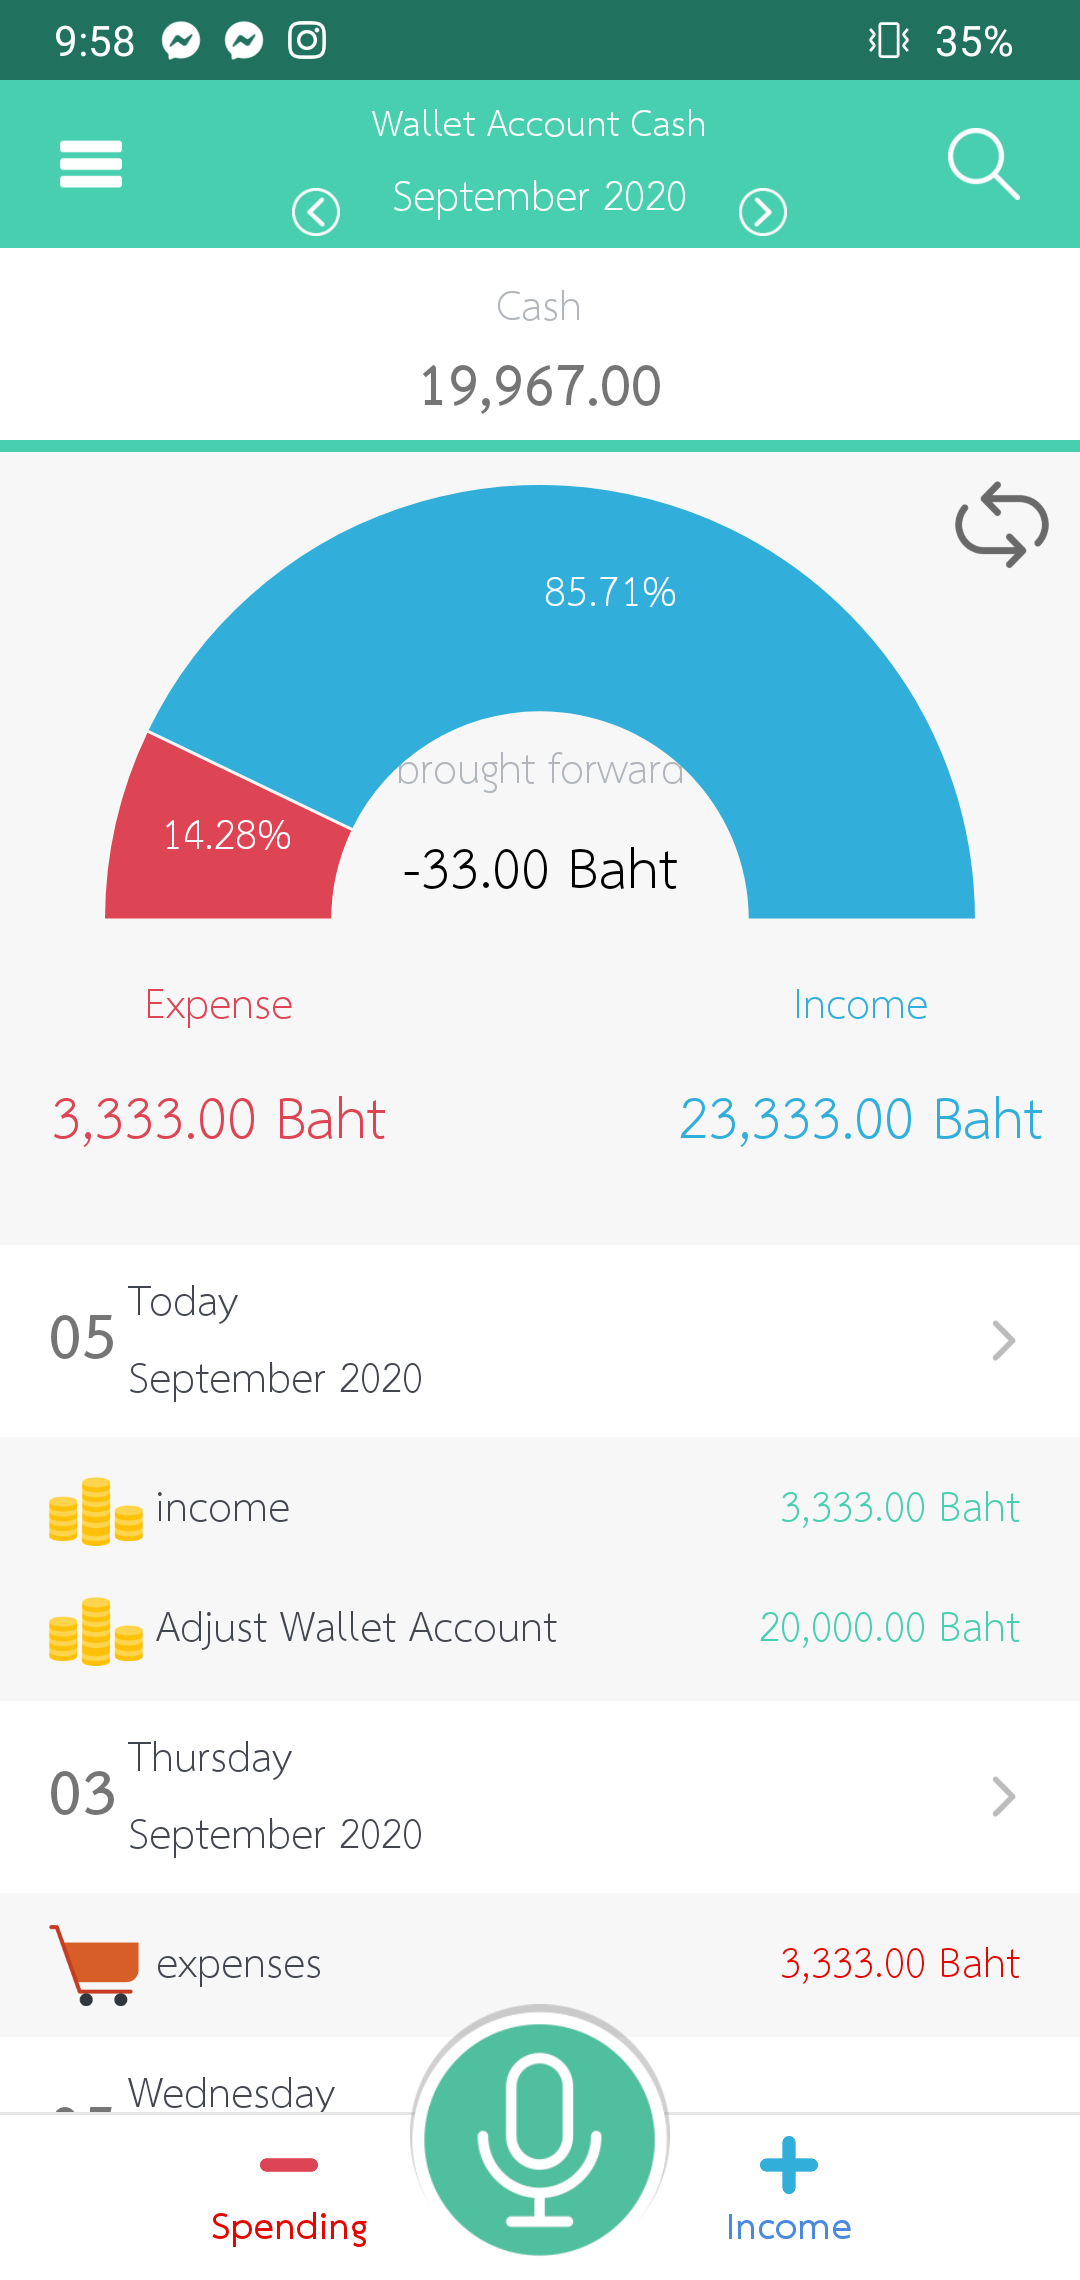 9:58 35%
Wallet Account Cash
September 2020
Cash
19,967.00
85.71%
brought forward
14.28%
-33.00 Baht
Expense Income
3,333.00 Baht 23,333.00 Baht
Today
05
September 2020
income 3,333.00 Baht
Adjust Wallet Account 20,000.00 Baht
Thursday
03
September 2020
expenses 3,333.00 Baht
Wednesday
Spending Income